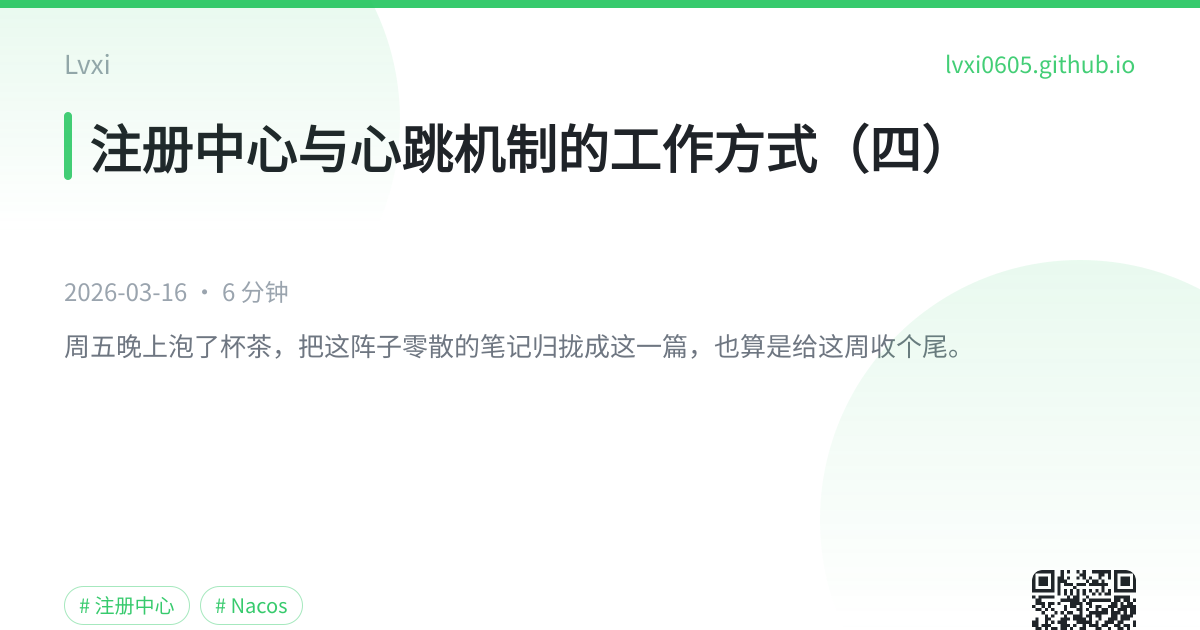 Lvxi
lvxi0605.github.io
注册中心与心跳机制的工作方式（四）
2026-03-16 · 6 分钟
周五晚上泡了杯茶，把这阵子零散的笔记归拢成这一篇，也算是给这周收个尾。
# 注册中心
# Nacos